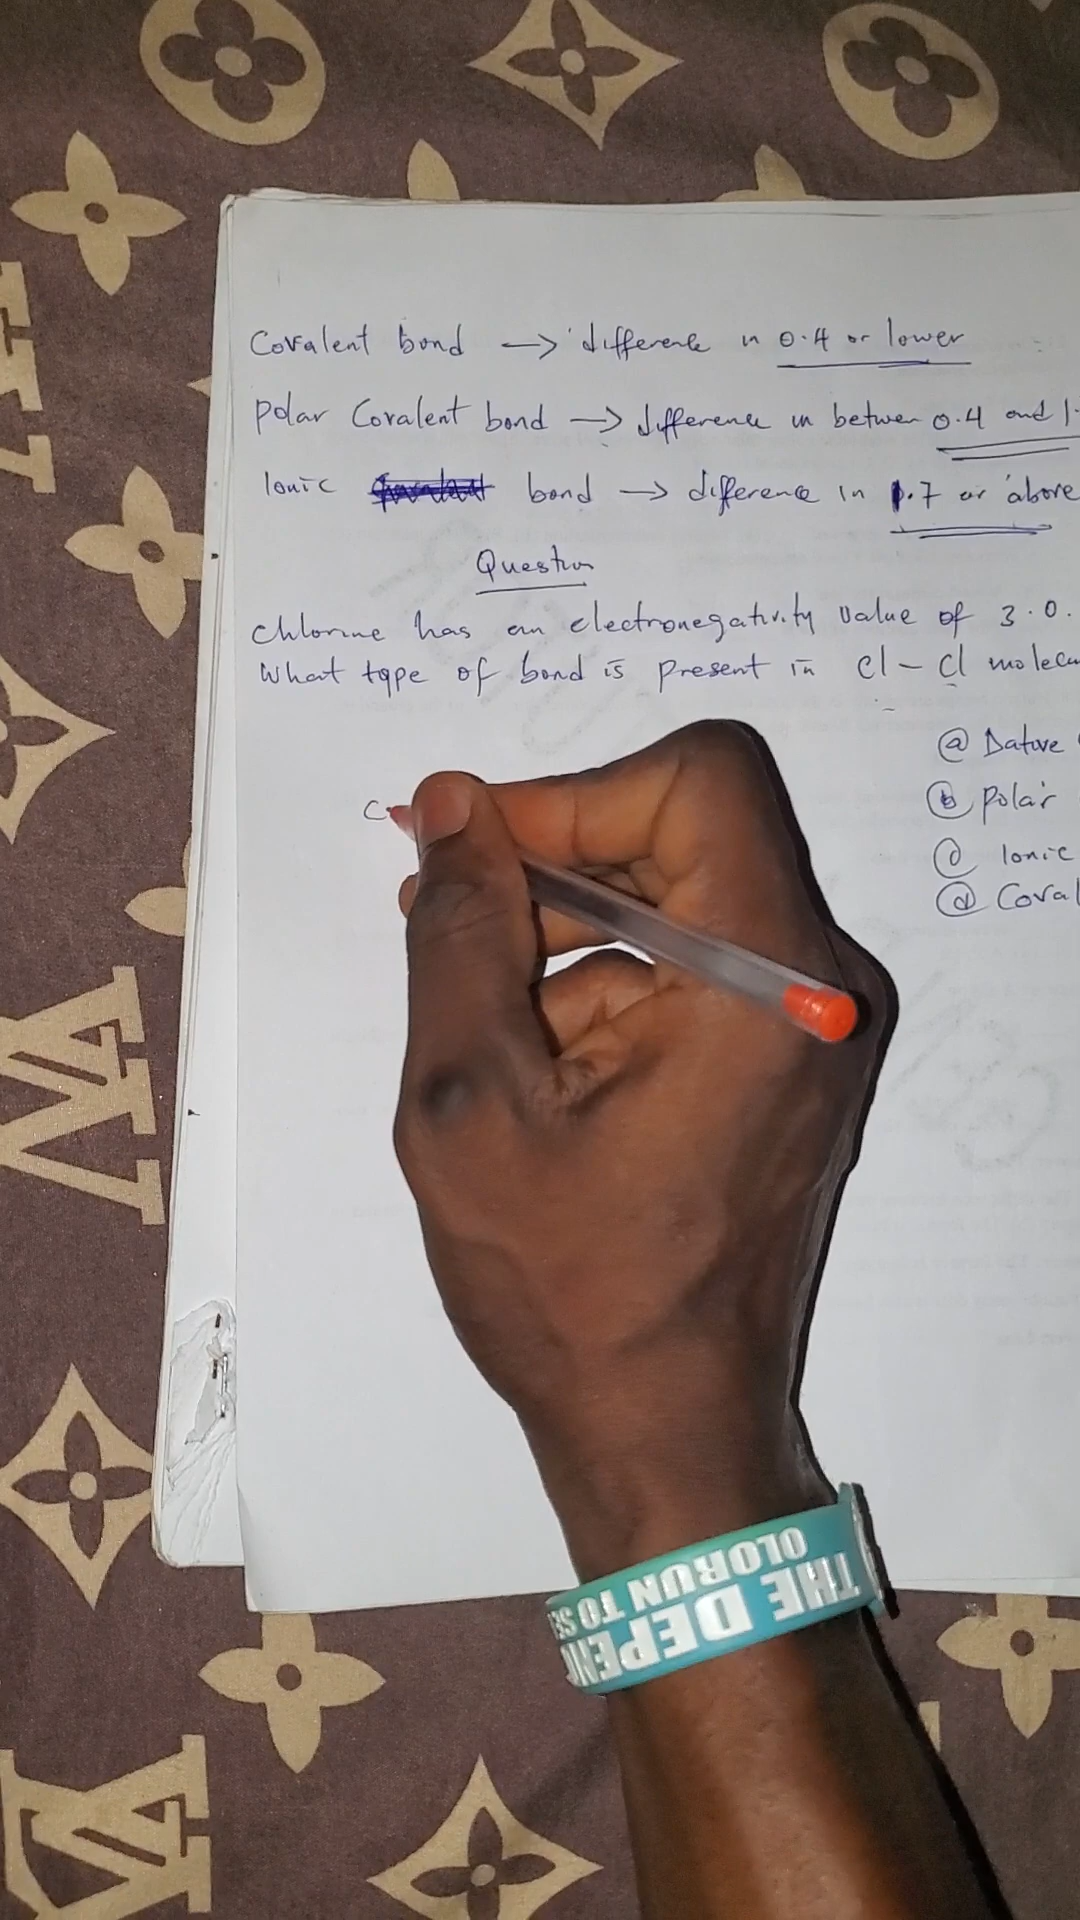 Covalent bond → difference in 0.4 or lower
Polar Covalent bond → difference in between 0.4 and 1.
Ionic bond → difference in 1.7 or above
Question
Chlorine has an electronegativity value of 3.0.
What type of bond is present in Cl – Cl molecu
@ Dative
ⓑ Polar
ⓒ Ionic
ⓓ Coval
C
THE DEPEN
OLORUN TO SE